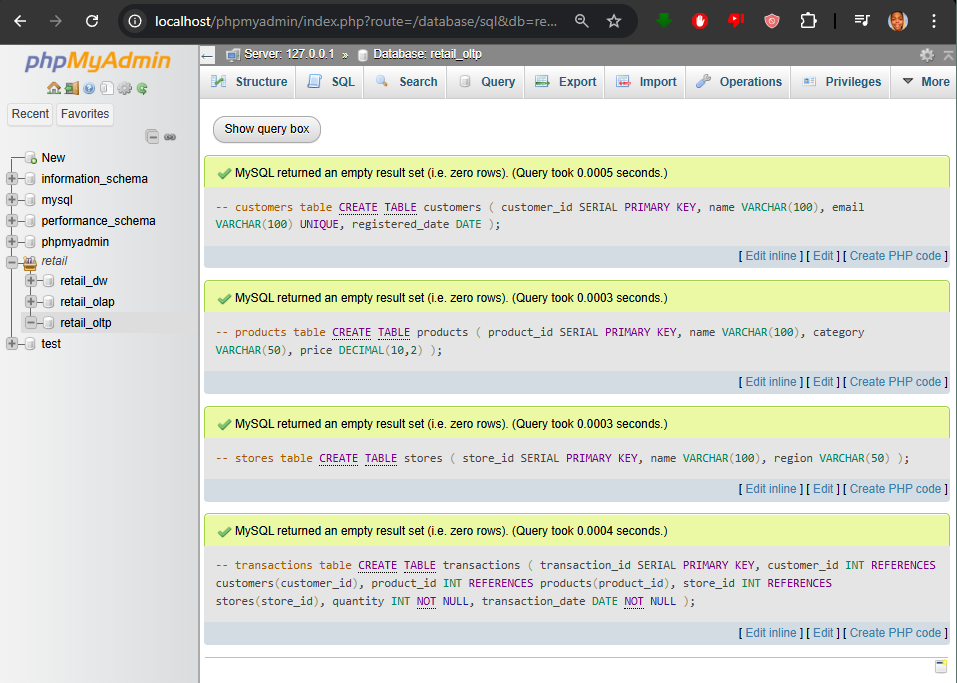 localhost/phpmyadmin/index.php?route=/database/sql&db=re...
phpMyAdmin
Recent
Favorites
New
information_schema
mysql
performance_schema
phpmyadmin
retail
retail_dw
retail_olap
retail_oltp
test
Server: 127.0.0.1 » Database: retail_oltp
Structure SQL Search Query Export Import Operations Privileges More
Show query box
MySQL returned an empty result set (i.e. zero rows). (Query took 0.0005 seconds.)
-- customers table CREATE TABLE customers ( customer_id SERIAL PRIMARY KEY, name VARCHAR(100), email
VARCHAR(100) UNIQUE, registered_date DATE );
[ Edit inline ] [ Edit ] [ Create PHP code ]
MySQL returned an empty result set (i.e. zero rows). (Query took 0.0003 seconds.)
-- products table CREATE TABLE products ( product_id SERIAL PRIMARY KEY, name VARCHAR(100), category
VARCHAR(50), price DECIMAL(10,2) );
[ Edit inline ] [ Edit ] [ Create PHP code ]
MySQL returned an empty result set (i.e. zero rows). (Query took 0.0003 seconds.)
-- stores table CREATE TABLE stores ( store_id SERIAL PRIMARY KEY, name VARCHAR(100), region VARCHAR(50) );
[ Edit inline ] [ Edit ] [ Create PHP code ]
MySQL returned an empty result set (i.e. zero rows). (Query took 0.0004 seconds.)
-- transactions table CREATE TABLE transactions ( transaction_id SERIAL PRIMARY KEY, customer_id INT REFERENCES
customers(customer_id), product_id INT REFERENCES products(product_id), store_id INT REFERENCES
stores(store_id), quantity INT NOT NULL, transaction_date DATE NOT NULL );
[ Edit inline ] [ Edit ] [ Create PHP code ]